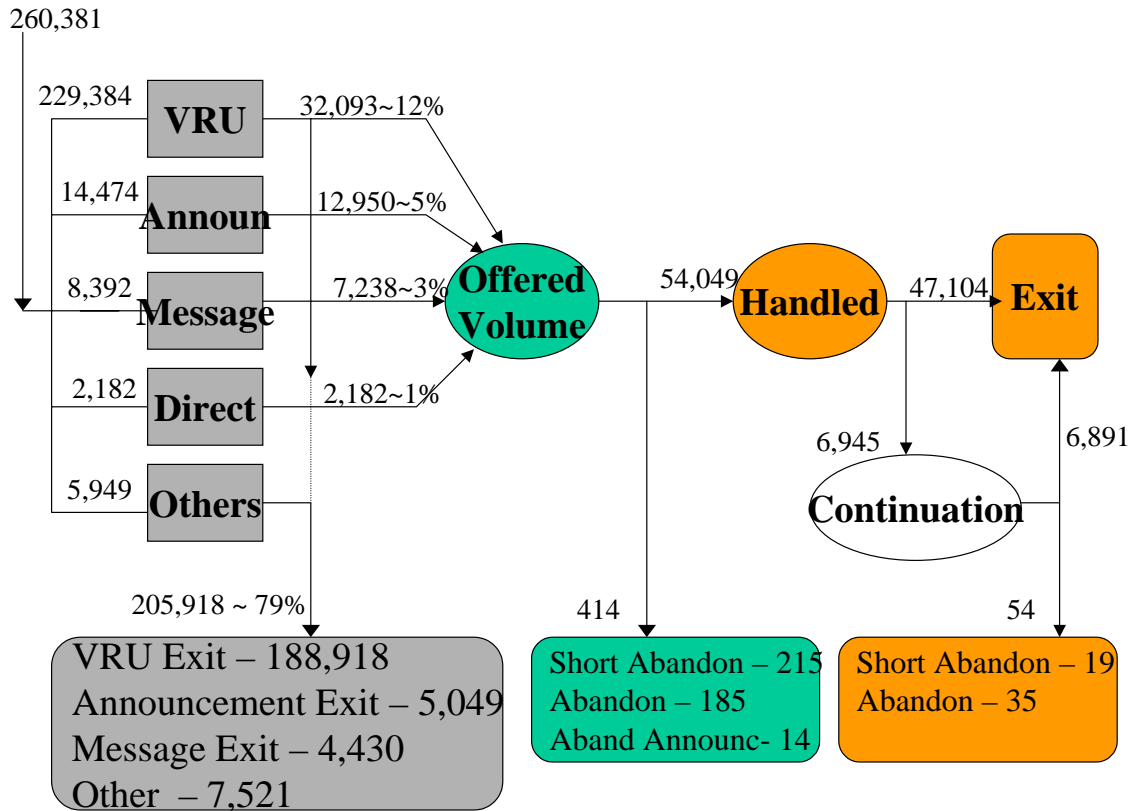 260,381
229,384
VRU
32,093~12%
14,474
Announ
12,950~5%
8,392
Message
7,238~3%
Offered
Volume
54,049
Handled
47,104
Exit
2,182
Direct
2,182~1%
5,949
Others
6,945
6,891
Continuation
205,918 ~ 79%
414
54
VRU Exit – 188,918
Announcement Exit – 5,049
Message Exit – 4,430
Other – 7,521
Short Abandon – 215
Abandon – 185
Aband Announc- 14
Short Abandon – 19
Abandon – 35